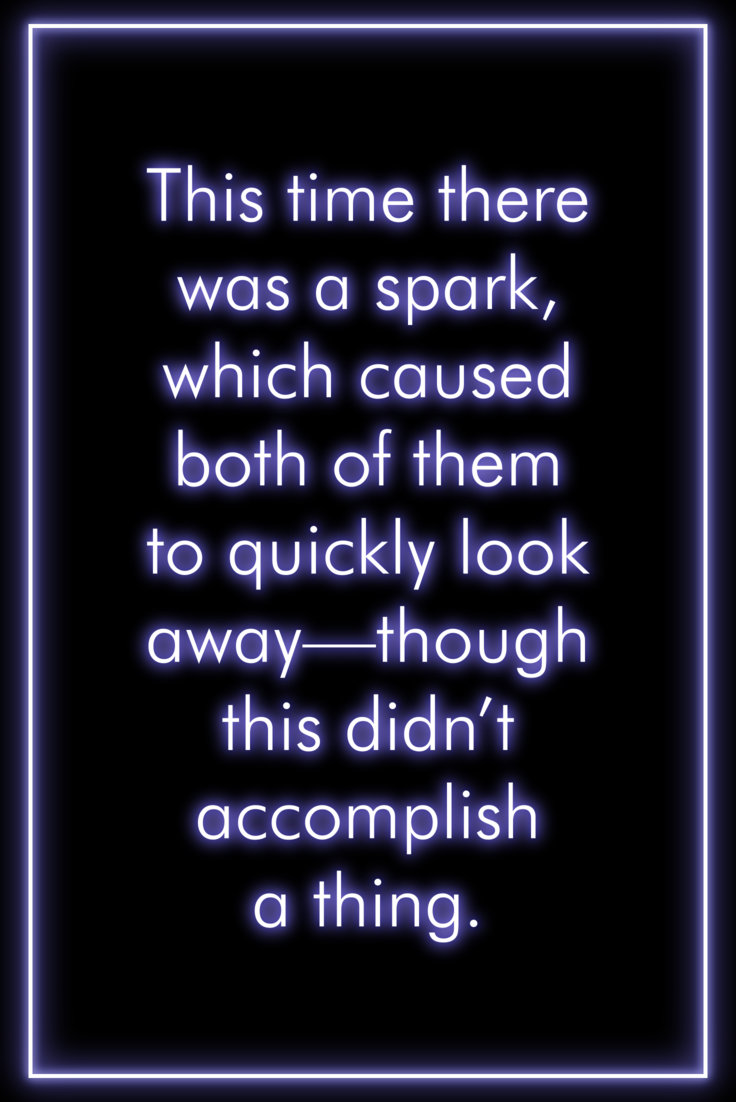 This time there
was a spark,
which caused
both of them
to quickly look
away—though
this didn’t
accomplish
a thing.